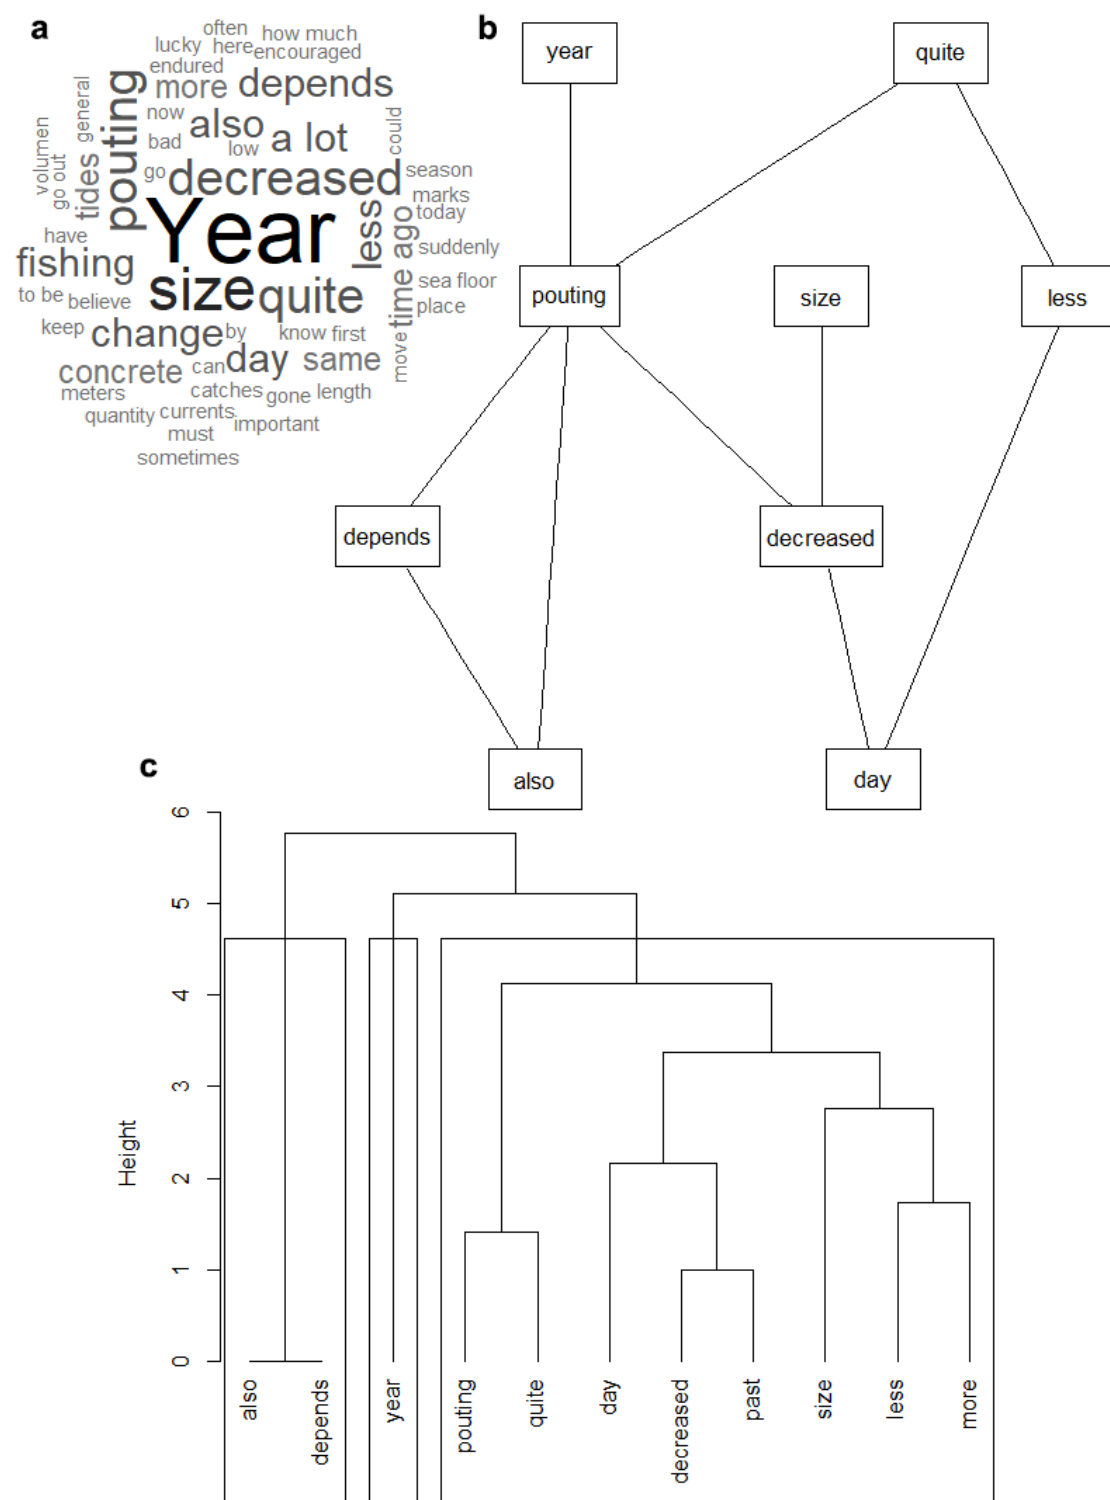 a
often
how much
lucky
here
encouraged
endured
more
depends
pouting
general
now
also
a lot
could
bad
low
volumen
go out
tides
go
decreased
season
marks
Year
less
time ago
today
have
suddenly
fishing
size
quite
sea floor
to be
believe
place
keep
change
by
know
first
move
concrete
can
day
same
meters
catches
gone
length
quantity
currents
important
must
sometimes
b
year
quite
pouting
size
less
depends
decreased
also
day
c
6
5
4
3
2
1
0
Height
also
depends
year
pouting
quite
day
decreased
past
size
less
more